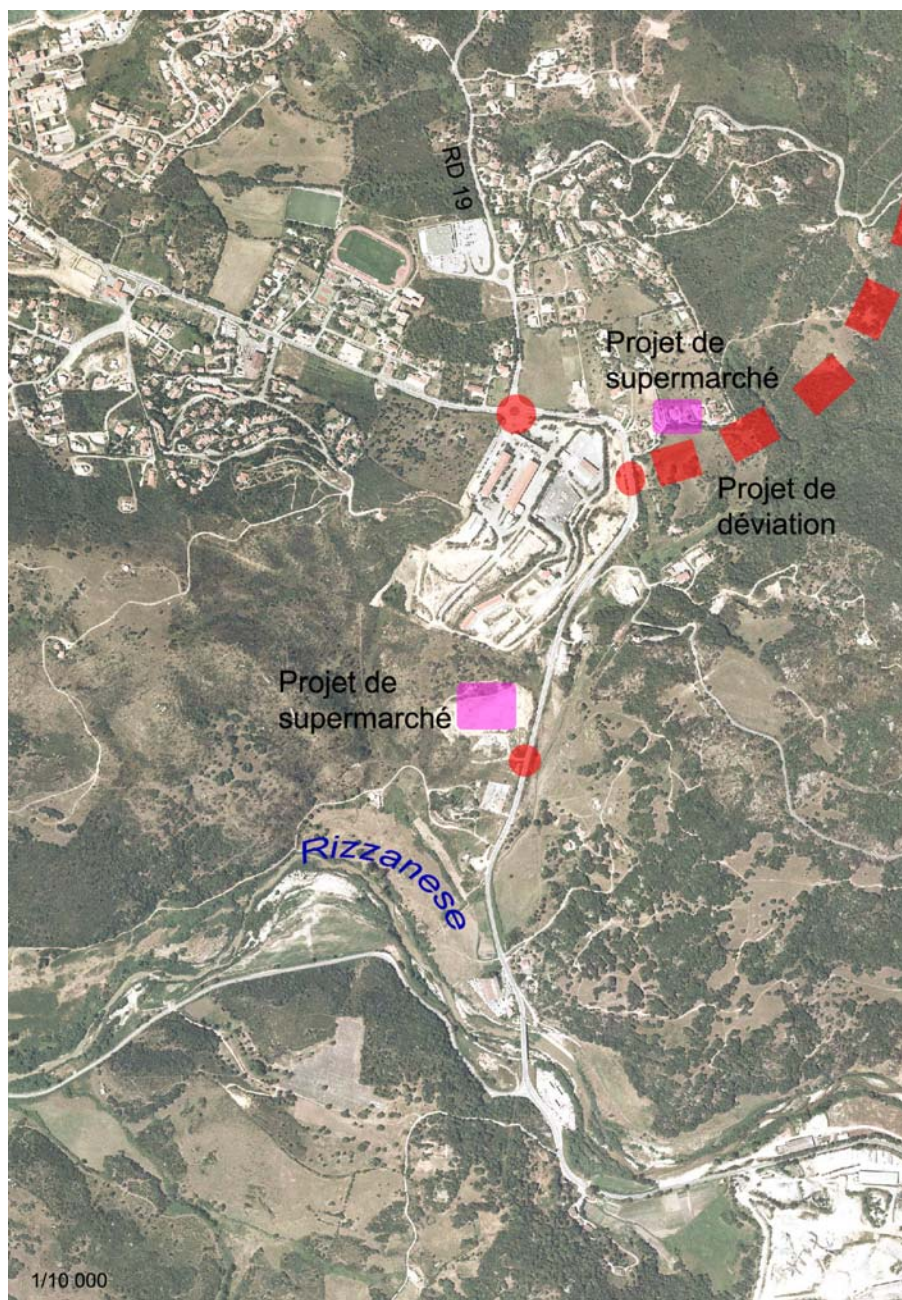 RD 19
Projet de
supermarché
Projet de
déviation
Projet de
supermarché
Rizzanese
1/10 000